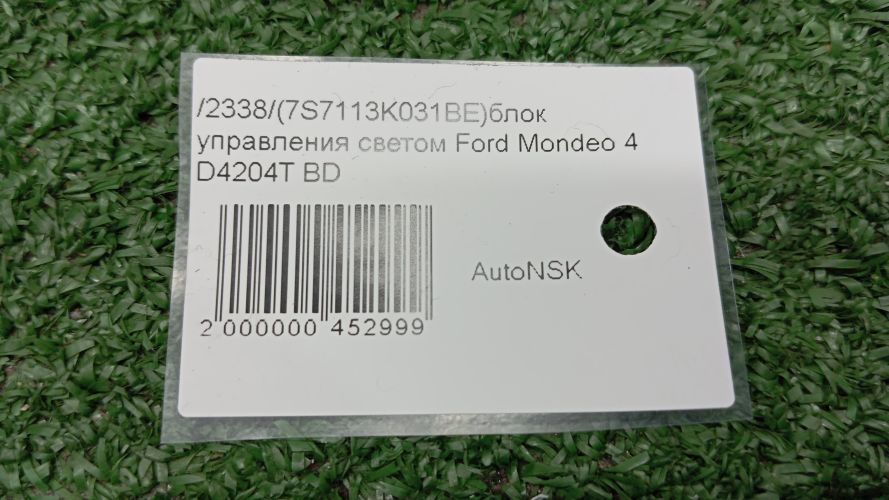 /2338/(7S7113K031BE)блок
управления светом Ford Mondeo 4
D4204T BD
AutoNSK
2 000000 452999